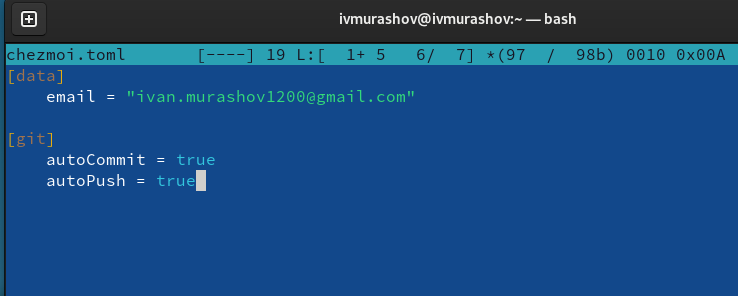 ivmurashov@ivmurashov:~ — bash
chezmoi.toml [----] 19 L:[ 1+ 5 6/ 7] *(97 / 98b) 0010 0x00A
[data]
email = "ivan.murashov1200@gmail.com"
[git]
autoCommit = true
autoPush = true